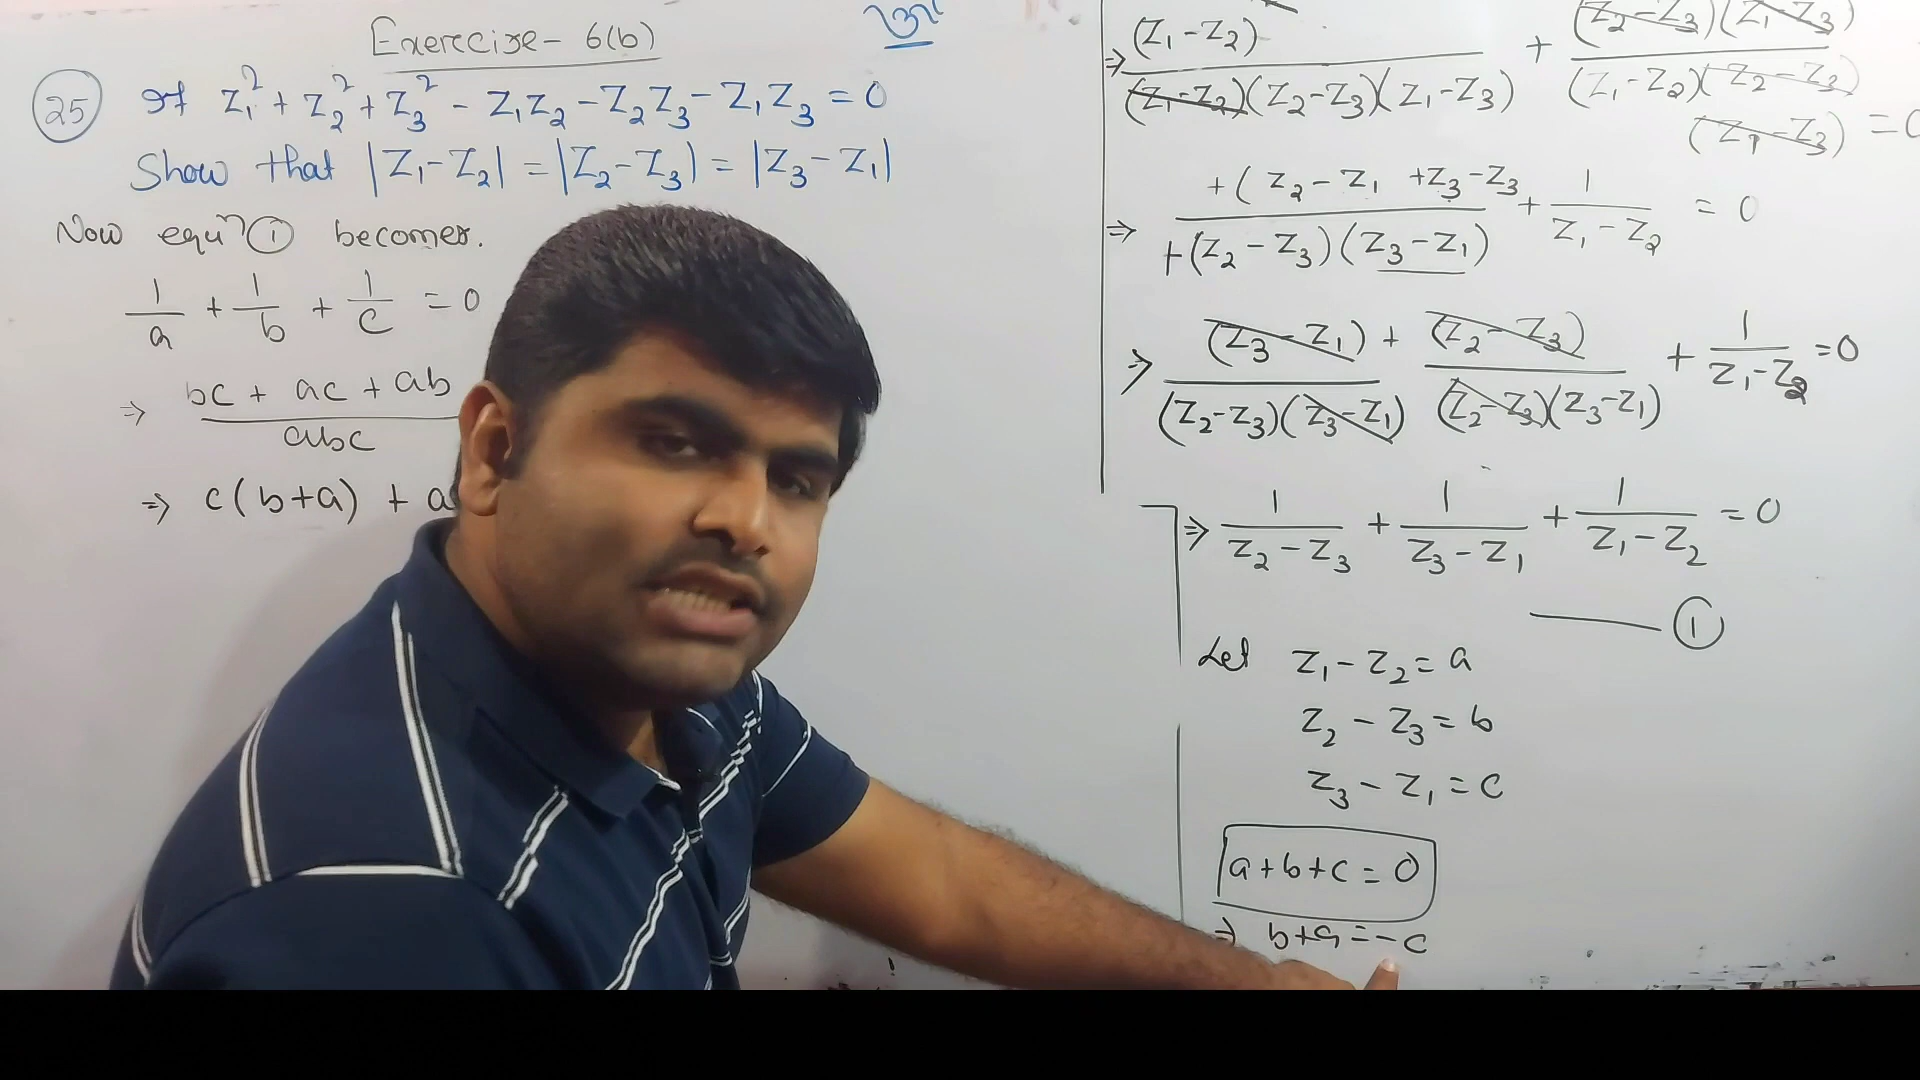 Exercise - 6(b)
25 If z₁² + z₂² + z₃² - z₁z₂ - z₂z₃ - z₁z₃ = 0
Show that |z₁-z₂| = |z₂-z₃| = |z₃-z₁|
Now equⁿ ① becomes.
1/a + 1/b + 1/c = 0
⇒ (bc + ac + ab)/abc
⇒ c(b+a) + a
⇒ (z₁-z₂)/((z₁-z₂)(z₂-z₃)(z₁-z₃)) + ((z₂-z₃)(z₁-z₃))/((z₁-z₂)(z₂-z₃)(z₁-z₃)) = 0
⇒ +(z₂-z₁ +z₃-z₃/(+(z₂-z₃)(z₃-z₁)) + 1/(z₁-z₂) = 0
⇒ (z₃-z₁)/((z₂-z₃)(z₃-z₁)) + (z₂-z₃)/((z₂-z₃)(z₃-z₁)) + 1/(z₁-z₂) = 0
⇒ 1/(z₂-z₃) + 1/(z₃-z₁) + 1/(z₁-z₂) = 0
—— ①
Let z₁-z₂ = a
z₂-z₃ = b
z₃-z₁ = c
a+b+c = 0
⇒ b+a = -c